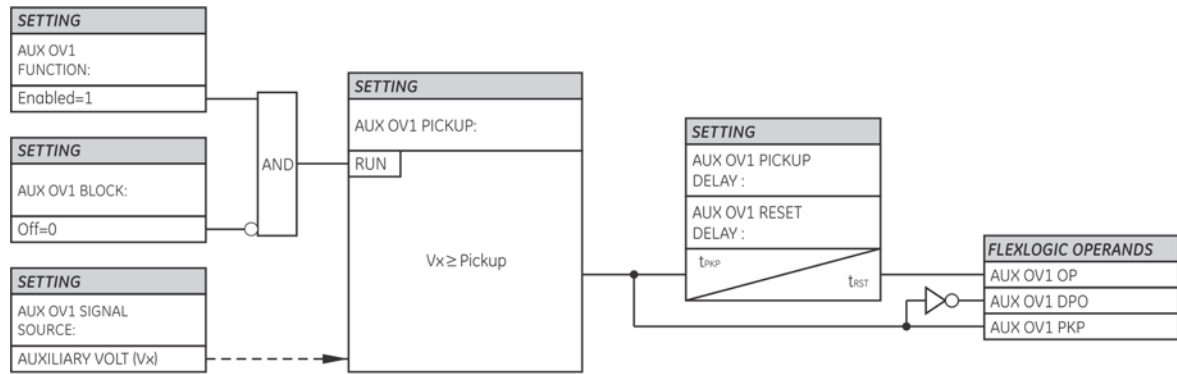 SETTING
AUX OV1
FUNCTION:
Enabled=1
SETTING
AUX OV1 BLOCK:
Off=0
SETTING
AUX OV1 SIGNAL
SOURCE:
AUXILIARY VOLT (Vx)
AND
SETTING
AUX OV1 PICKUP:
RUN
Vx ≥ Pickup
SETTING
AUX OV1 PICKUP
DELAY :
AUX OV1 RESET
DELAY :
tPKP
tRST
FLEXLOGIC OPERANDS
AUX OV1 OP
AUX OV1 DPO
AUX OV1 PKP